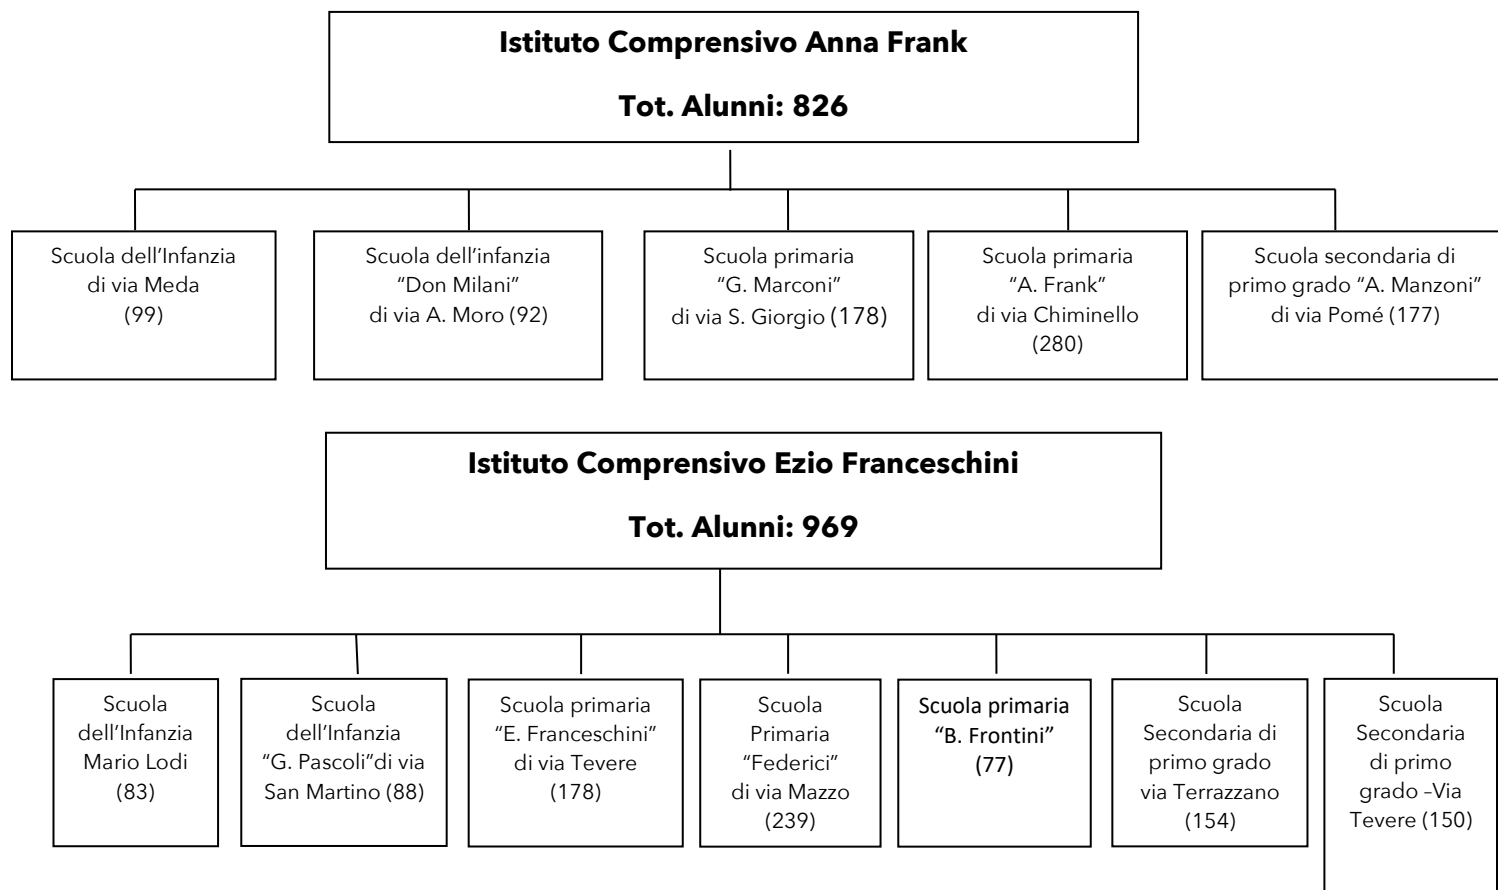 Istituto Comprensivo Anna Frank
Tot. Alunni: 826
Scuola dell’Infanzia
di via Meda
(99)
Scuola dell’infanzia
“Don Milani”
di via A. Moro (92)
Scuola primaria
“G. Marconi”
di via S. Giorgio (178)
Scuola primaria
“A. Frank”
di via Chiminello
(280)
Scuola secondaria di
primo grado “A. Manzoni”
di via Pomé (177)
Istituto Comprensivo Ezio Franceschini
Tot. Alunni: 969
Scuola
dell’Infanzia
Mario Lodi
(83)
Scuola
dell’Infanzia
“G. Pascoli”di via
San Martino (88)
Scuola primaria
“E. Franceschini”
di via Tevere
(178)
Scuola
Primaria
“Federici”
di via Mazzo
(239)
Scuola primaria
“B. Frontini”
(77)
Scuola
Secondaria di
primo grado
via Terrazzano
(154)
Scuola
Secondaria
di primo
grado –Via
Tevere (150)